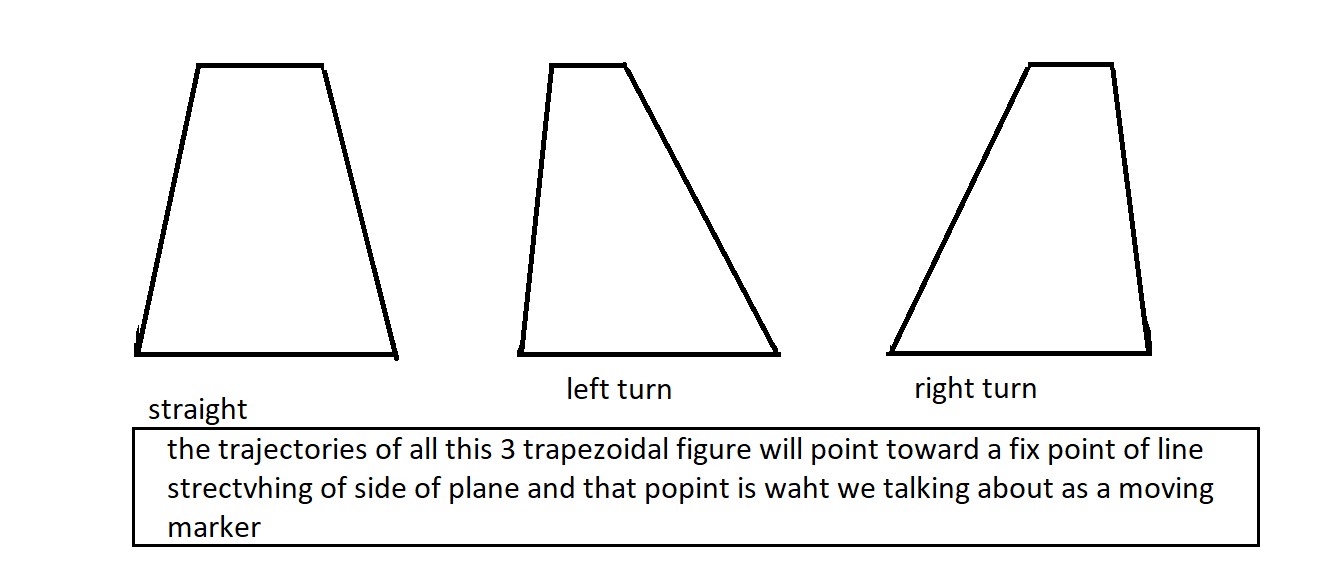 left turn
right turn
straight
the trajectories of all this 3 trapezoidal figure will point toward a fix point of line
strectvhing of side of plane and that popint is waht we talking about as a moving
marker